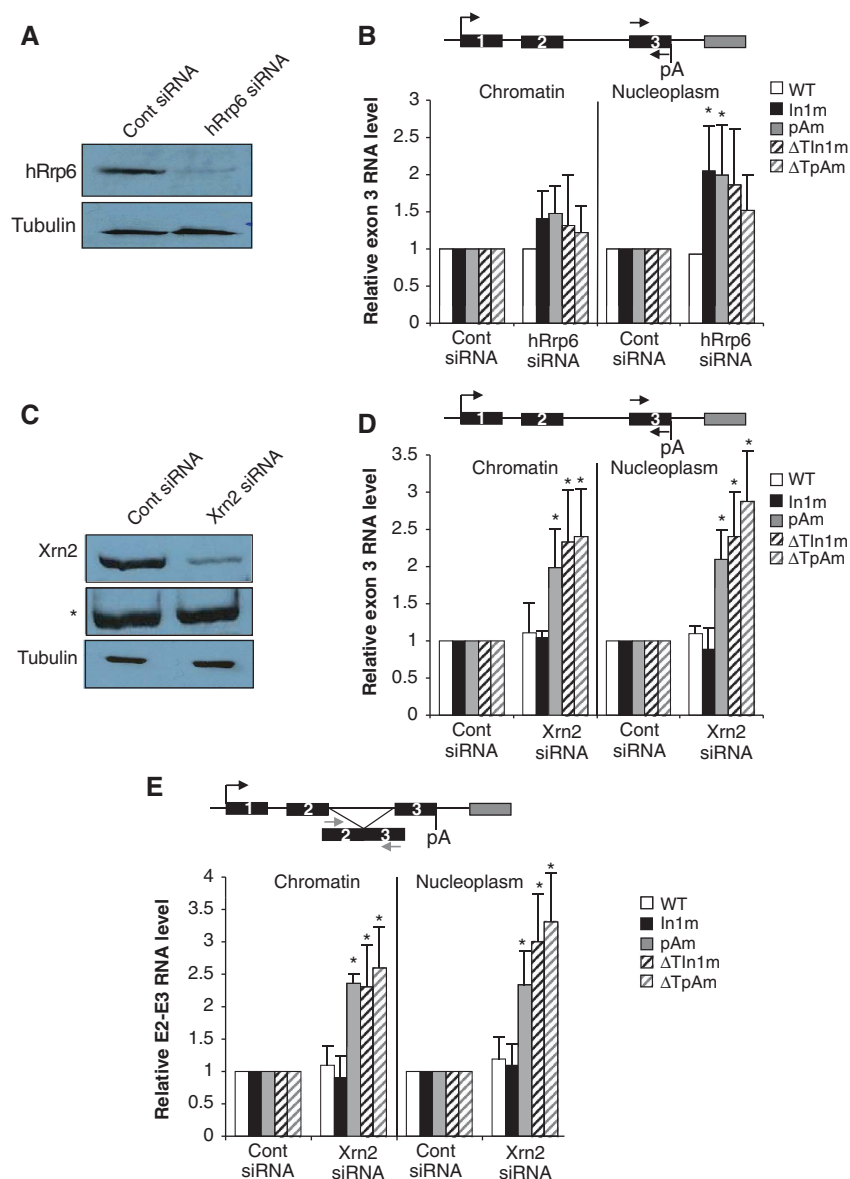 A
Cont siRNA
hRrp6 siRNA
hRrp6
Tubulin
B
1 2 3
pA
Chromatin Nucleoplasm
Relative exon 3 RNA level
3
2.5
2
1.5
1
0.5
0
* *
Cont siRNA
hRrp6 siRNA
Cont siRNA
hRrp6 siRNA
WT
In1m
pAm
ΔTIn1m
ΔTpAm
C
Cont siRNA
Xrn2 siRNA
Xrn2
*
Tubulin
D
1 2 3
pA
Chromatin Nucleoplasm
Relative exon 3 RNA level
3.5
3
2.5
2
1.5
1
0.5
0
* * * * * *
Cont siRNA
Xrn2 siRNA
Cont siRNA
Xrn2 siRNA
WT
In1m
pAm
ΔTIn1m
ΔTpAm
E
1 2 3
2 3
pA
Chromatin Nucleoplasm
Relative E2-E3 RNA level
4
3.5
3
2.5
2
1.5
1
0.5
0
* * * * * *
Cont siRNA
Xrn2 siRNA
Cont siRNA
Xrn2 siRNA
WT
In1m
pAm
ΔTIn1m
ΔTpAm